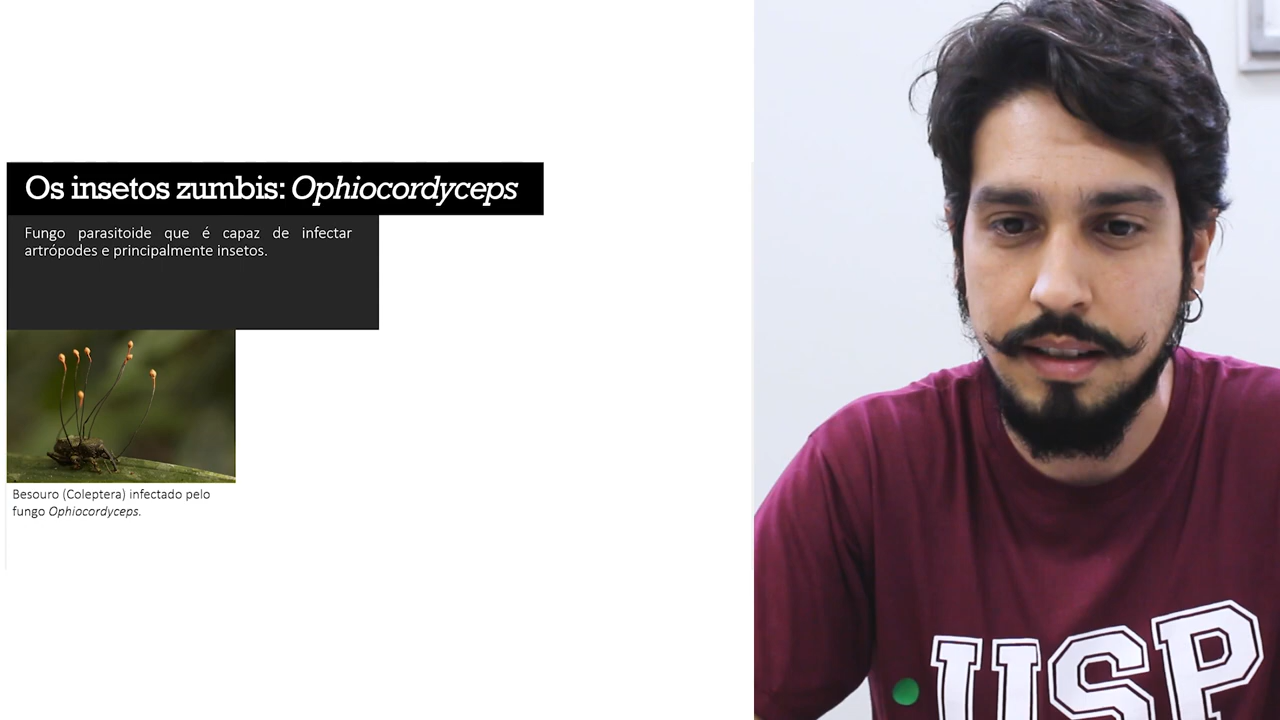 Os insetos zumbis: Ophiocordyceps
Fungo parasitoide que é capaz de infectar
artrópodes e principalmente insetos.
Besouro (Coleptera) infectado pelo
fungo Ophiocordyceps.
USP